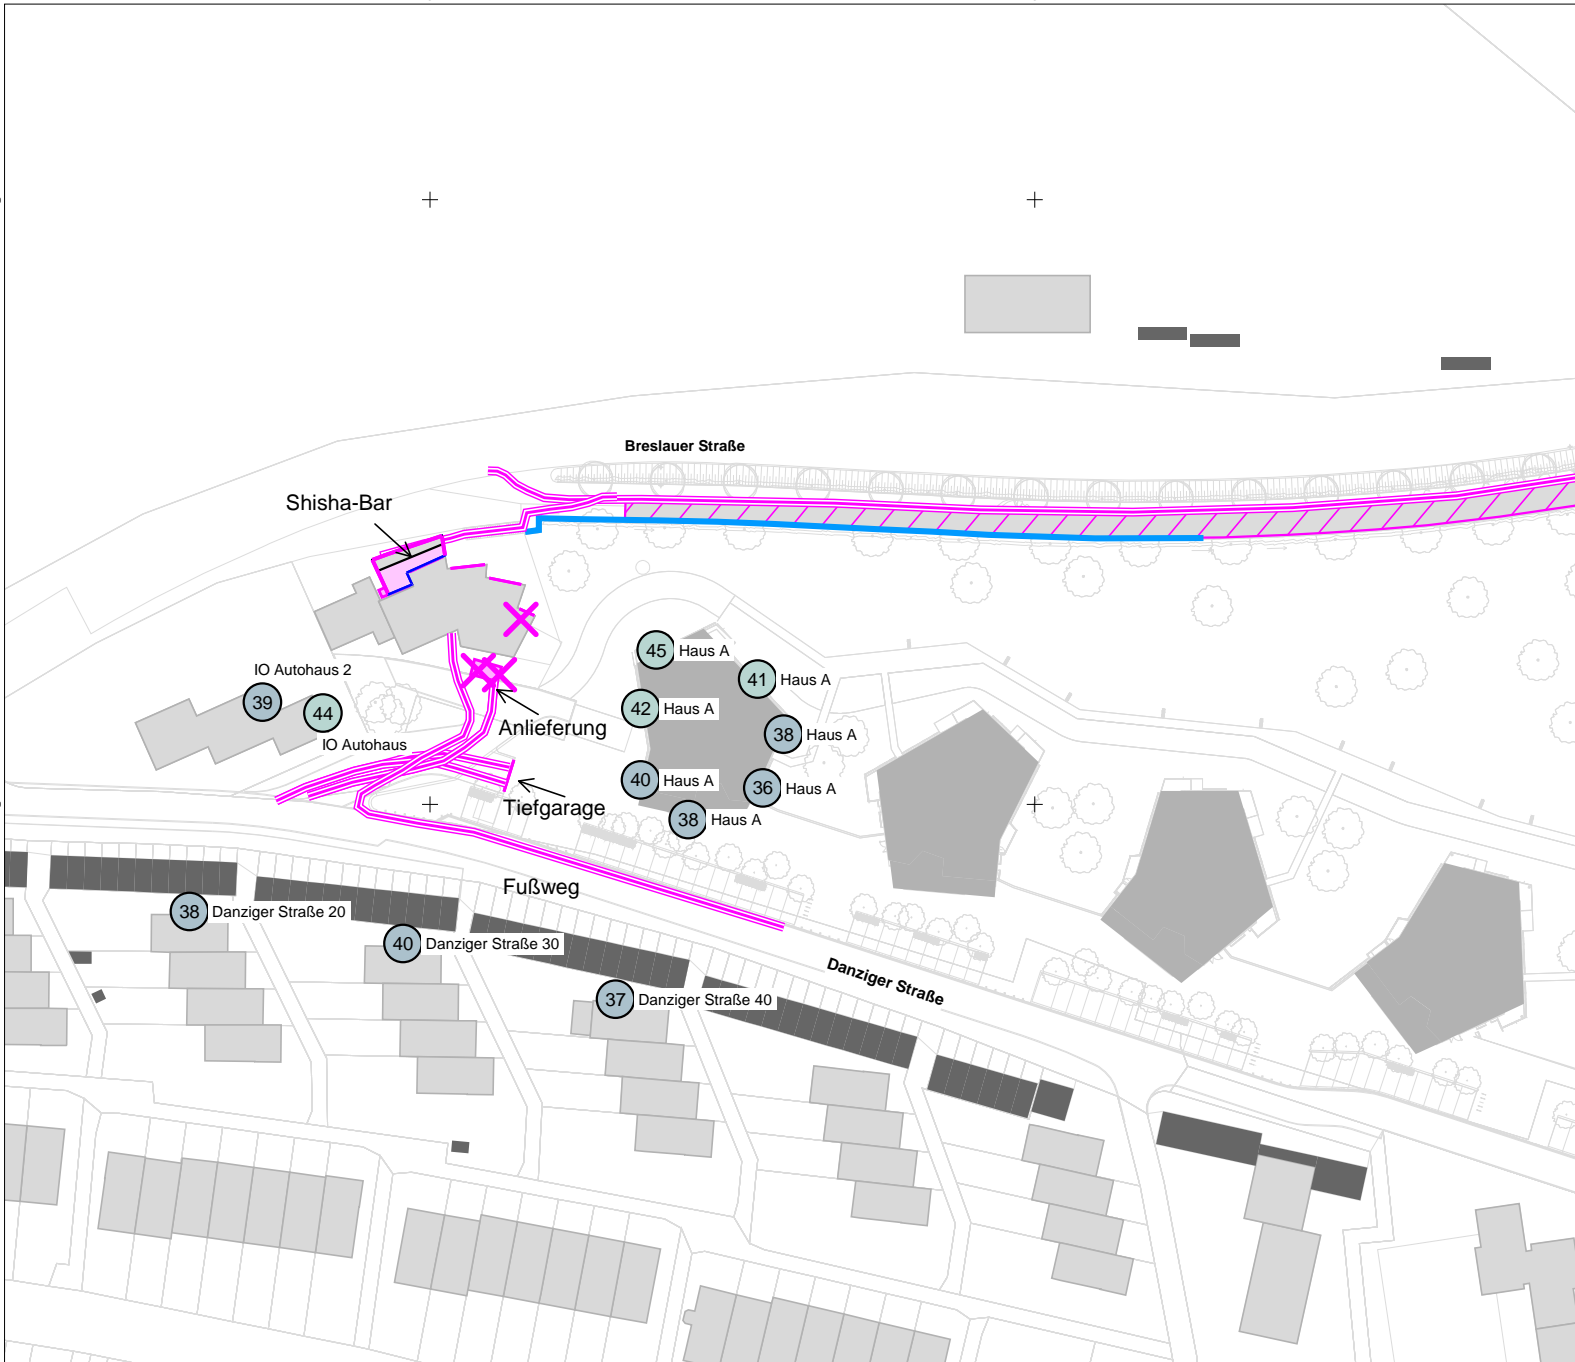 Breslauer Straße
Shisha-Bar
45 Haus A
IO Autohaus 2
41 Haus A
39
42 Haus A
44
Anlieferung
38 Haus A
IO Autohaus
40 Haus A
36 Haus A
Tiefgarage
38 Haus A
Fußweg
38 Danziger Straße 20
40 Danziger Straße 30
Danziger Straße
37 Danziger Straße 40